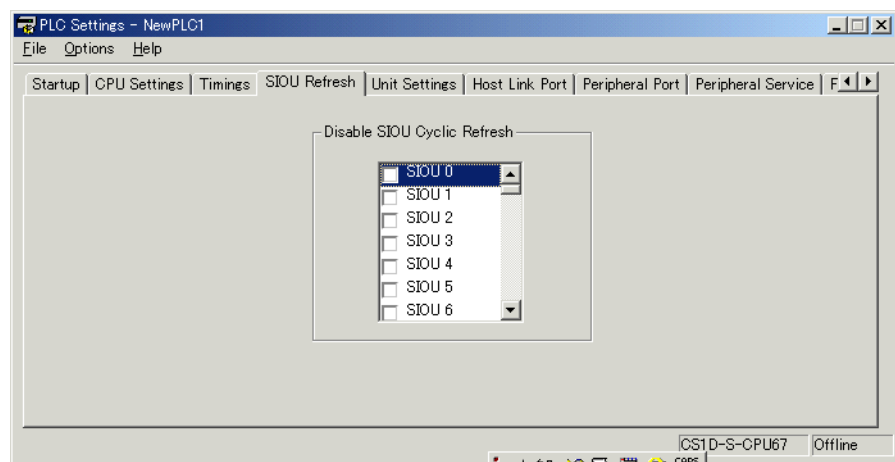 PLC Settings - NewPLC1
File Options Help
Startup CPU Settings Timings SIOU Refresh Unit Settings Host Link Port Peripheral Port Peripheral Service F
Disable SIOU Cyclic Refresh
SIOU 0
SIOU 1
SIOU 2
SIOU 3
SIOU 4
SIOU 5
SIOU 6
CS1D-S-CPU67 Offline
CAPS